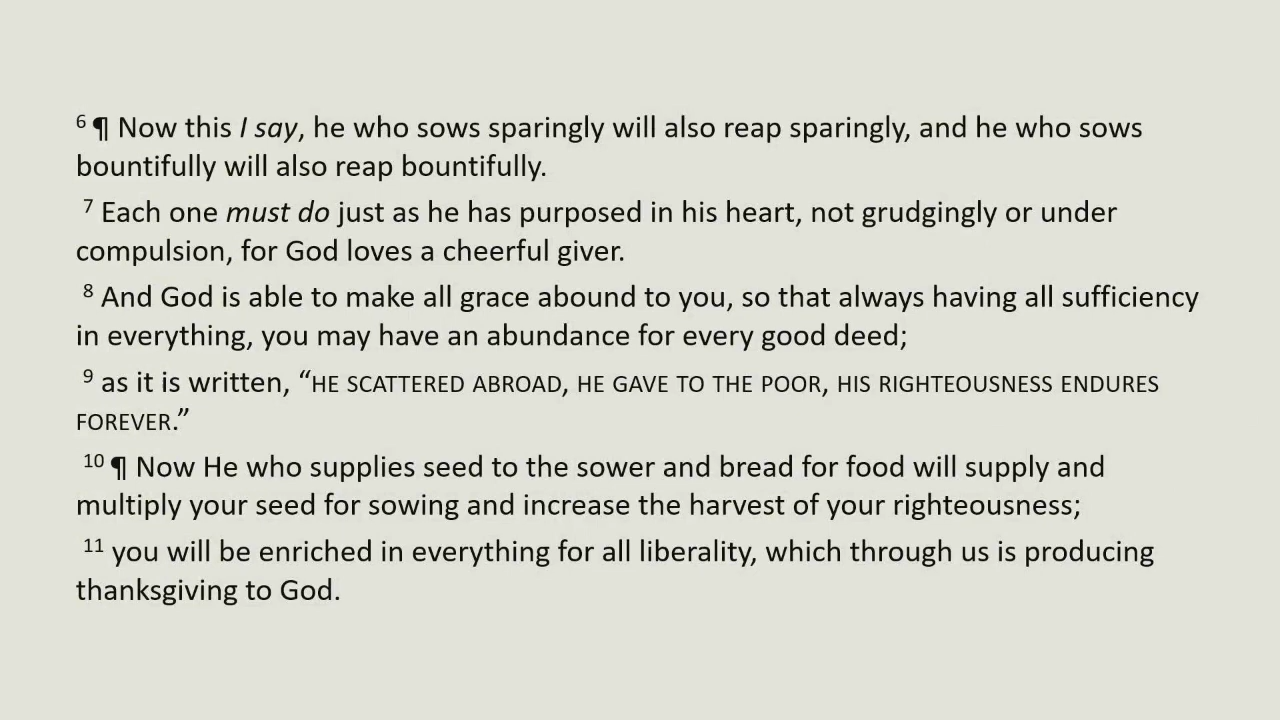 6 ¶ Now this I say, he who sows sparingly will also reap sparingly, and he who sows
bountifully will also reap bountifully.
7 Each one must do just as he has purposed in his heart, not grudgingly or under
compulsion, for God loves a cheerful giver.
8 And God is able to make all grace abound to you, so that always having all sufficiency
in everything, you may have an abundance for every good deed;
9 as it is written, “HE SCATTERED ABROAD, HE GAVE TO THE POOR, HIS RIGHTEOUSNESS ENDURES
FOREVER.”
10 ¶ Now He who supplies seed to the sower and bread for food will supply and
multiply your seed for sowing and increase the harvest of your righteousness;
11 you will be enriched in everything for all liberality, which through us is producing
thanksgiving to God.